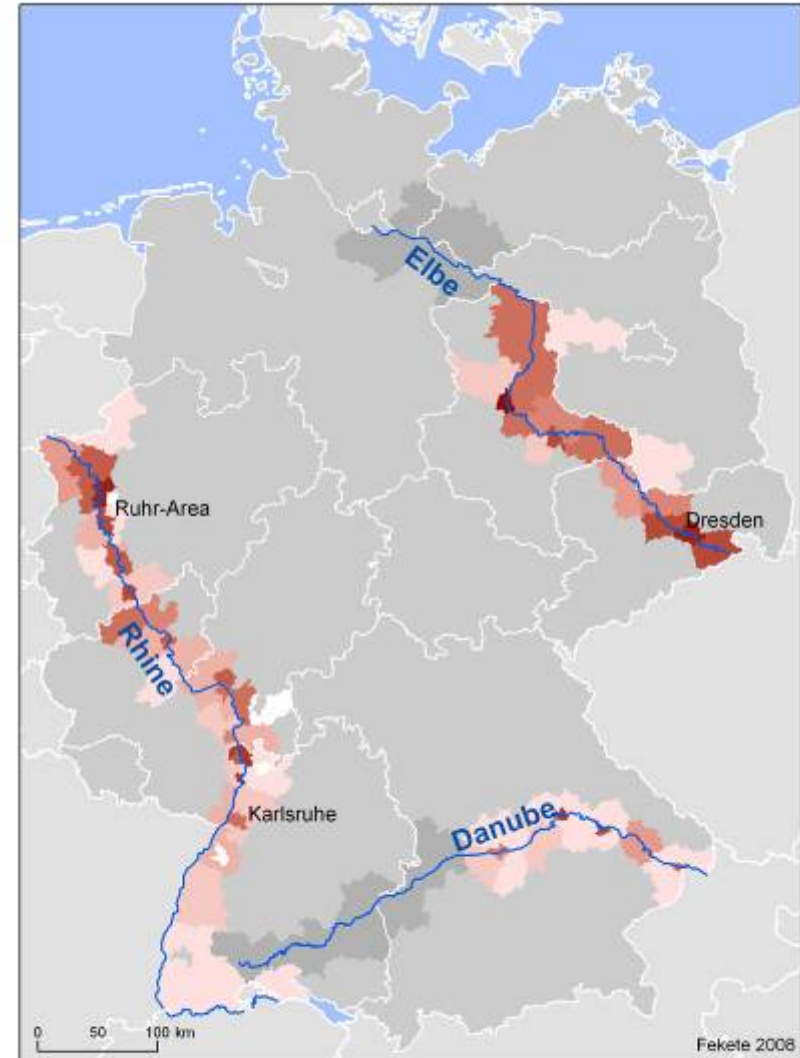 Elbe
Ruhr-Area
Dresden
Rhine
Karlsruhe
Danube
0 50 100 km
Fekete 2008